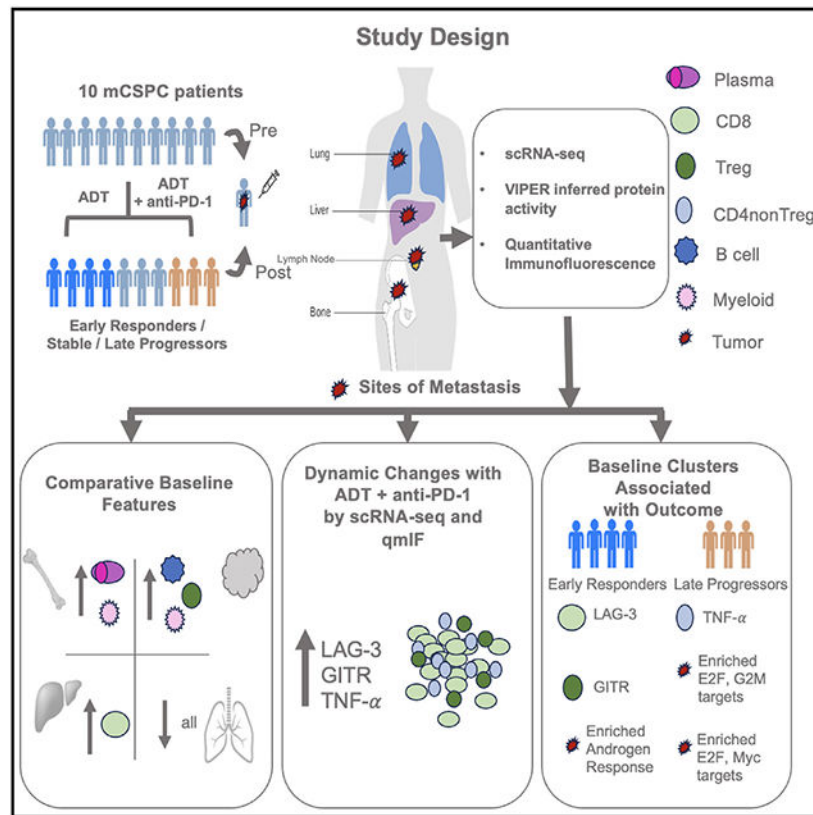 Study Design
10 mCSPC patients
Pre
ADT
ADT
+ anti-PD-1
Post
Early Responders /
Stable / Late Progressors
Lung
Liver
Lymph Node
Bone
Sites of Metastasis
• scRNA-seq
• VIPER inferred protein
activity
• Quantitative
Immunofluorescence
Plasma
CD8
Treg
CD4nonTreg
B cell
Myeloid
Tumor
Comparative Baseline
Features
all
Dynamic Changes with
ADT + anti-PD-1
by scRNA-seq and
qmIF
LAG-3
GITR
TNF-α
Baseline Clusters
Associated
with Outcome
Early Responders
Late Progressors
LAG-3
TNF-α
GITR
Enriched
E2F, G2M
targets
Enriched
Androgen
Response
Enriched
E2F, Myc
targets